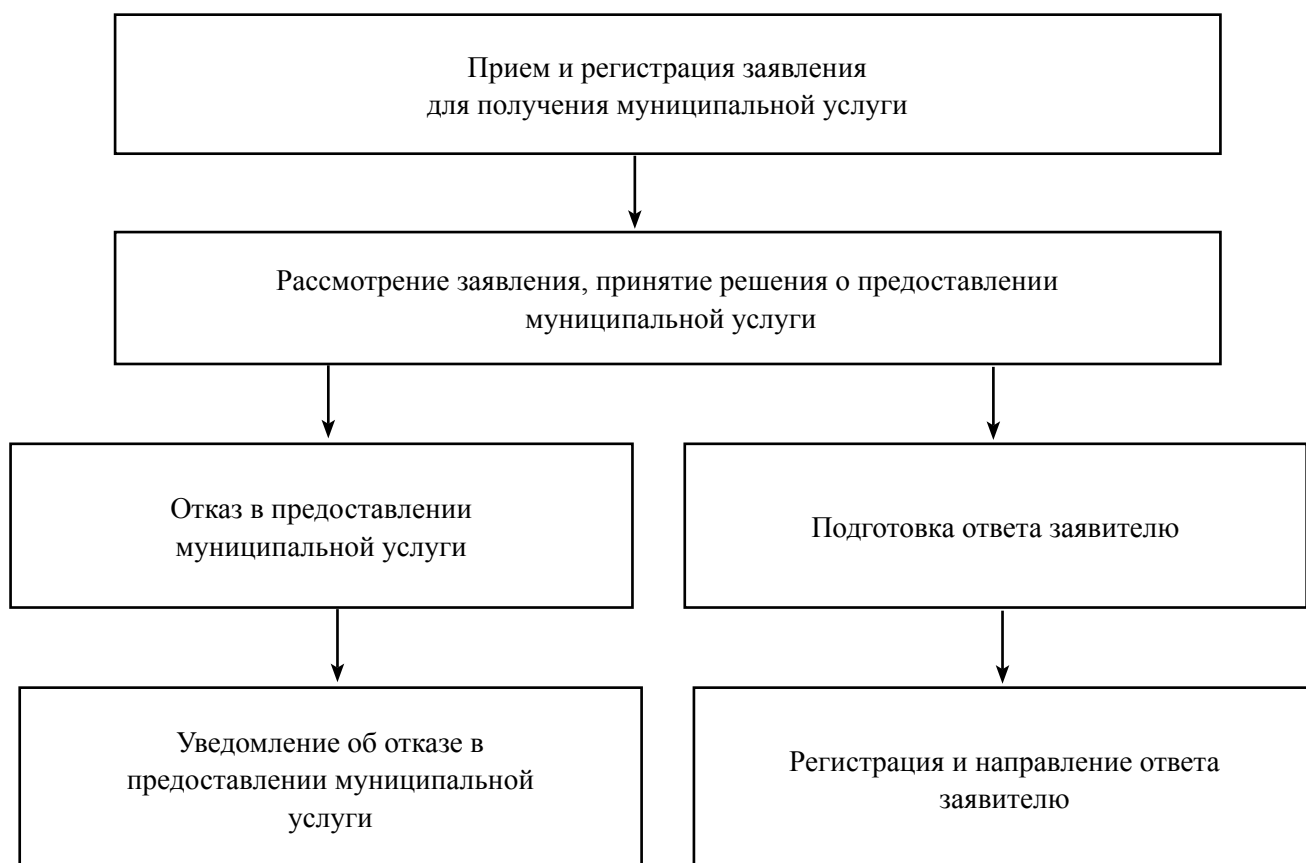 Прием и регистрация заявления
для получения муниципальной услуги
Рассмотрение заявления, принятие решения о предоставлении
муниципальной услуги
Отказ в предоставлении
муниципальной услуги
Подготовка ответа заявителю
Уведомление об отказе в
предоставлении муниципальной
услуги
Регистрация и направление ответа
заявителю